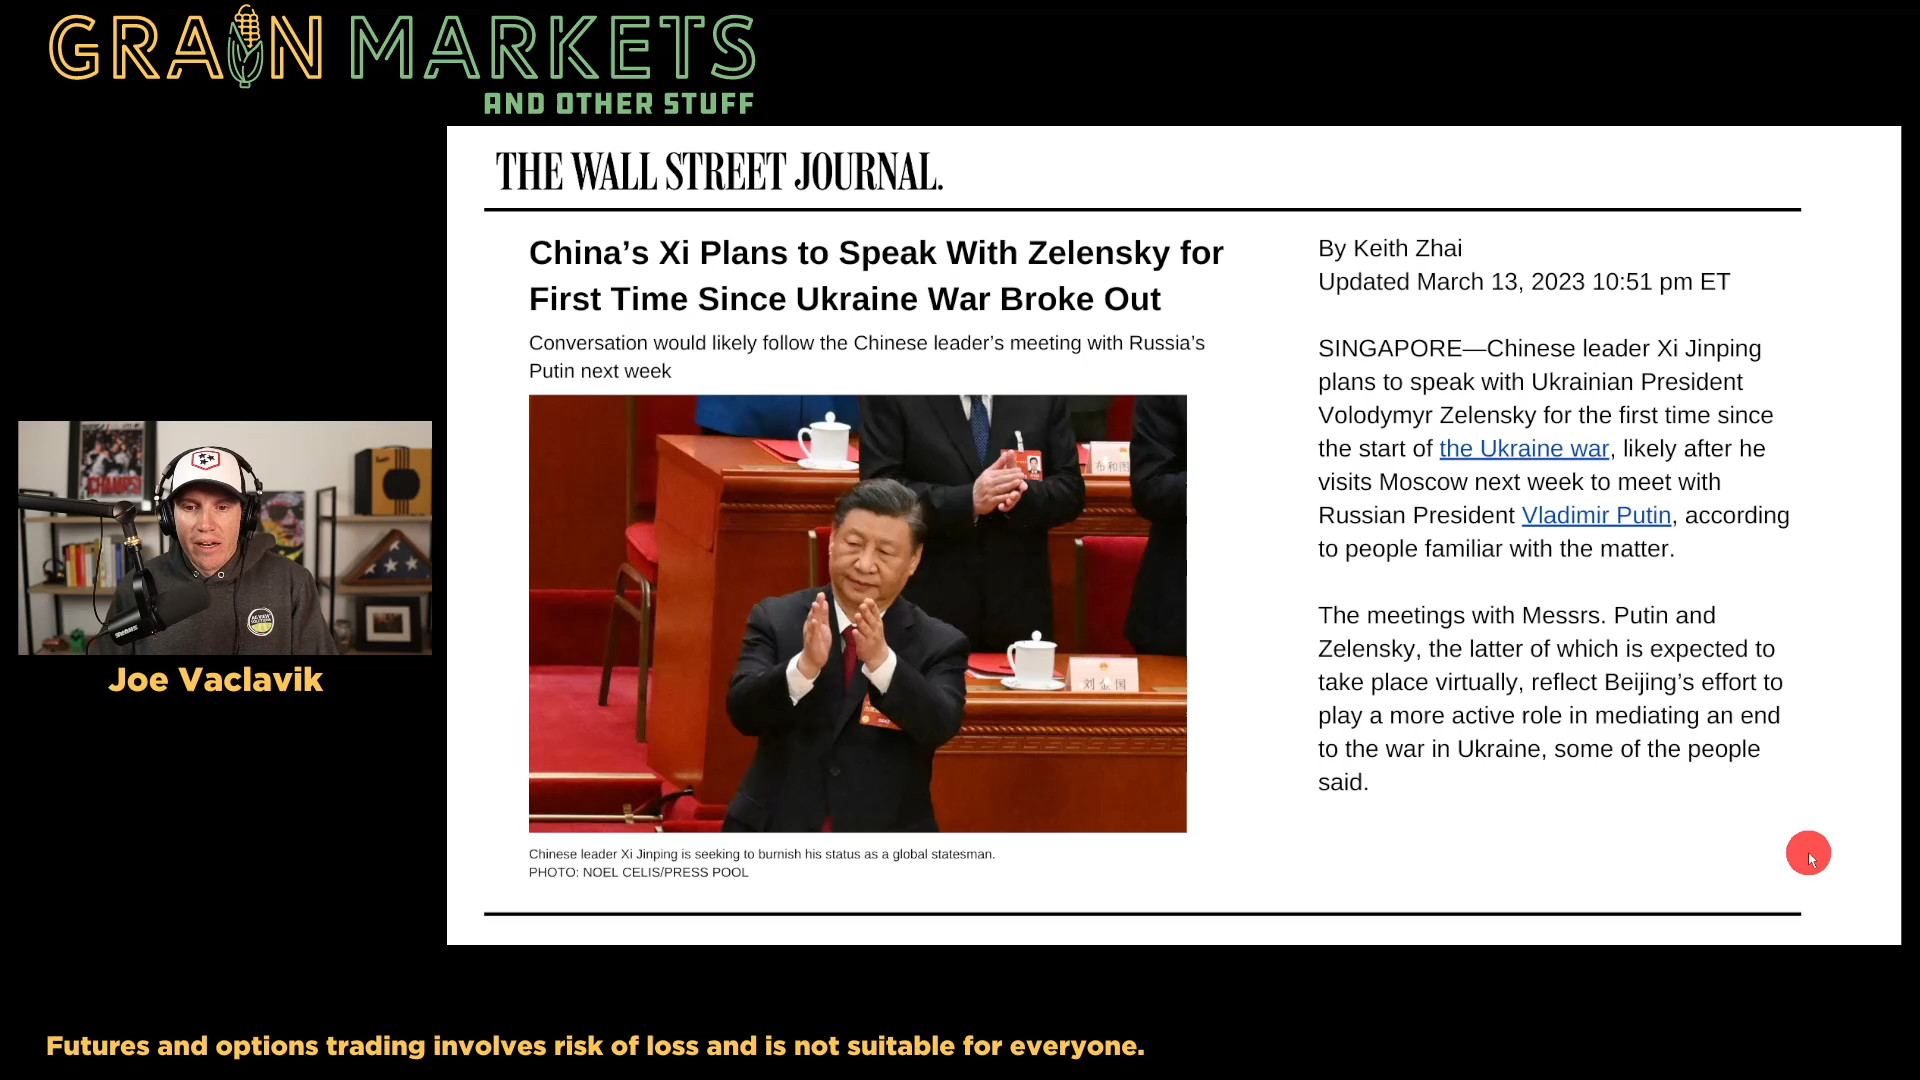 GRAIN MARKETS
AND OTHER STUFF
THE WALL STREET JOURNAL.
China’s Xi Plans to Speak With Zelensky for
First Time Since Ukraine War Broke Out
Conversation would likely follow the Chinese leader’s meeting with Russia’s
Putin next week
Chinese leader Xi Jinping is seeking to burnish his status as a global statesman.
PHOTO: NOEL CELIS/PRESS POOL
By Keith Zhai
Updated March 13, 2023 10:51 pm ET
SINGAPORE—Chinese leader Xi Jinping
plans to speak with Ukrainian President
Volodymyr Zelensky for the first time since
the start of the Ukraine war, likely after he
visits Moscow next week to meet with
Russian President Vladimir Putin, according
to people familiar with the matter.
The meetings with Messrs. Putin and
Zelensky, the latter of which is expected to
take place virtually, reflect Beijing’s effort to
play a more active role in mediating an end
to the war in Ukraine, some of the people
said.
SHURE
Joe Vaclavik
Futures and options trading involves risk of loss and is not suitable for everyone.